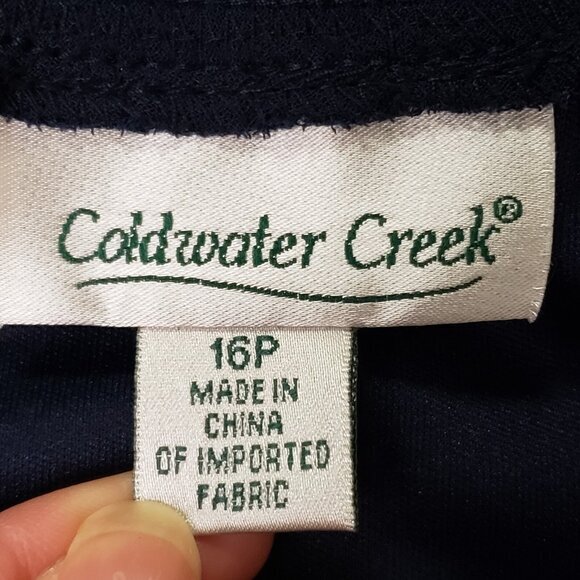 Coldwater Creek®
16P
MADE IN
CHINA
OF IMPORTED
FABRIC